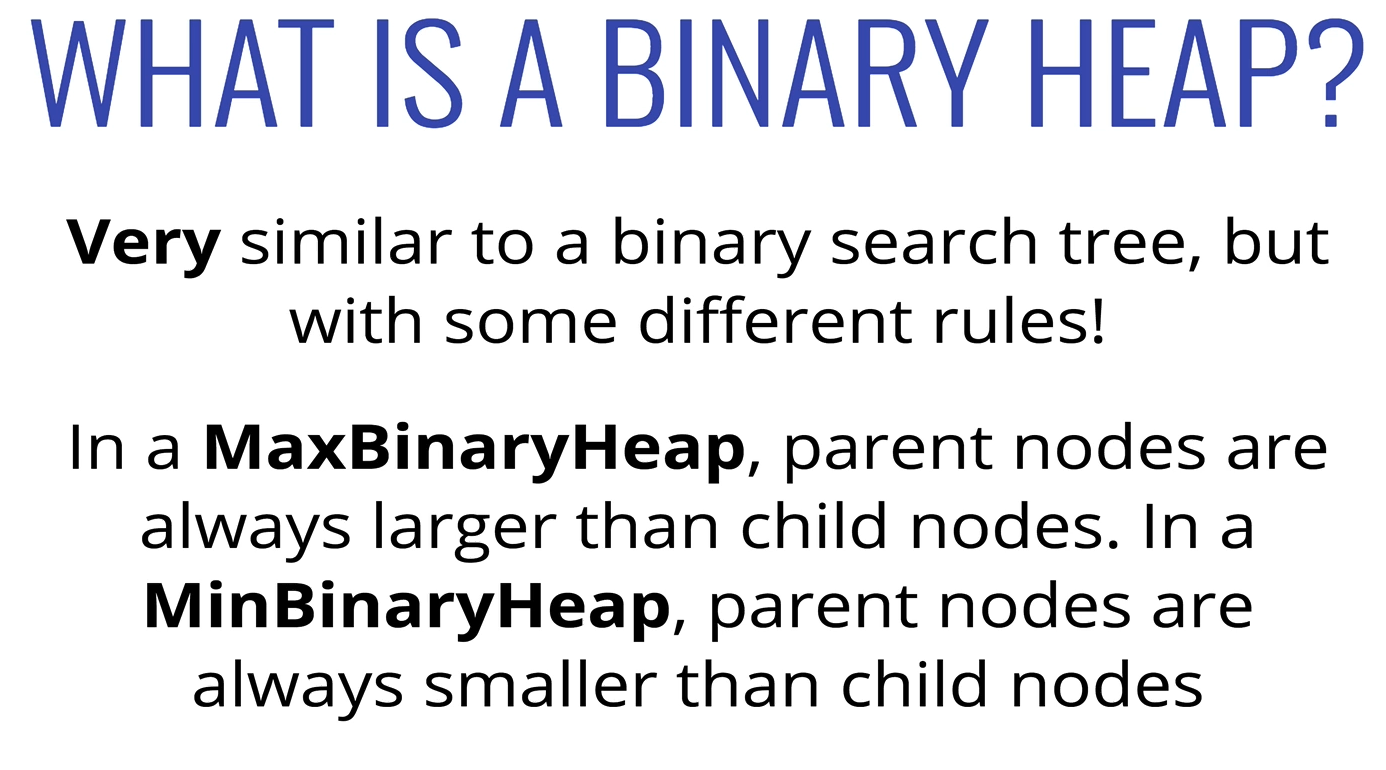 WHAT IS A BINARY HEAP?
Very similar to a binary search tree, but
with some different rules!
In a MaxBinaryHeap, parent nodes are
always larger than child nodes. In a
MinBinaryHeap, parent nodes are
always smaller than child nodes